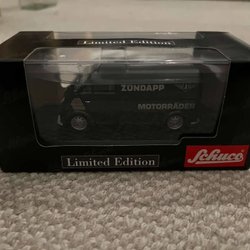 Limited Edition
ZÜNDAPP
MOTORRÄDER
Limited Edition
Schuco